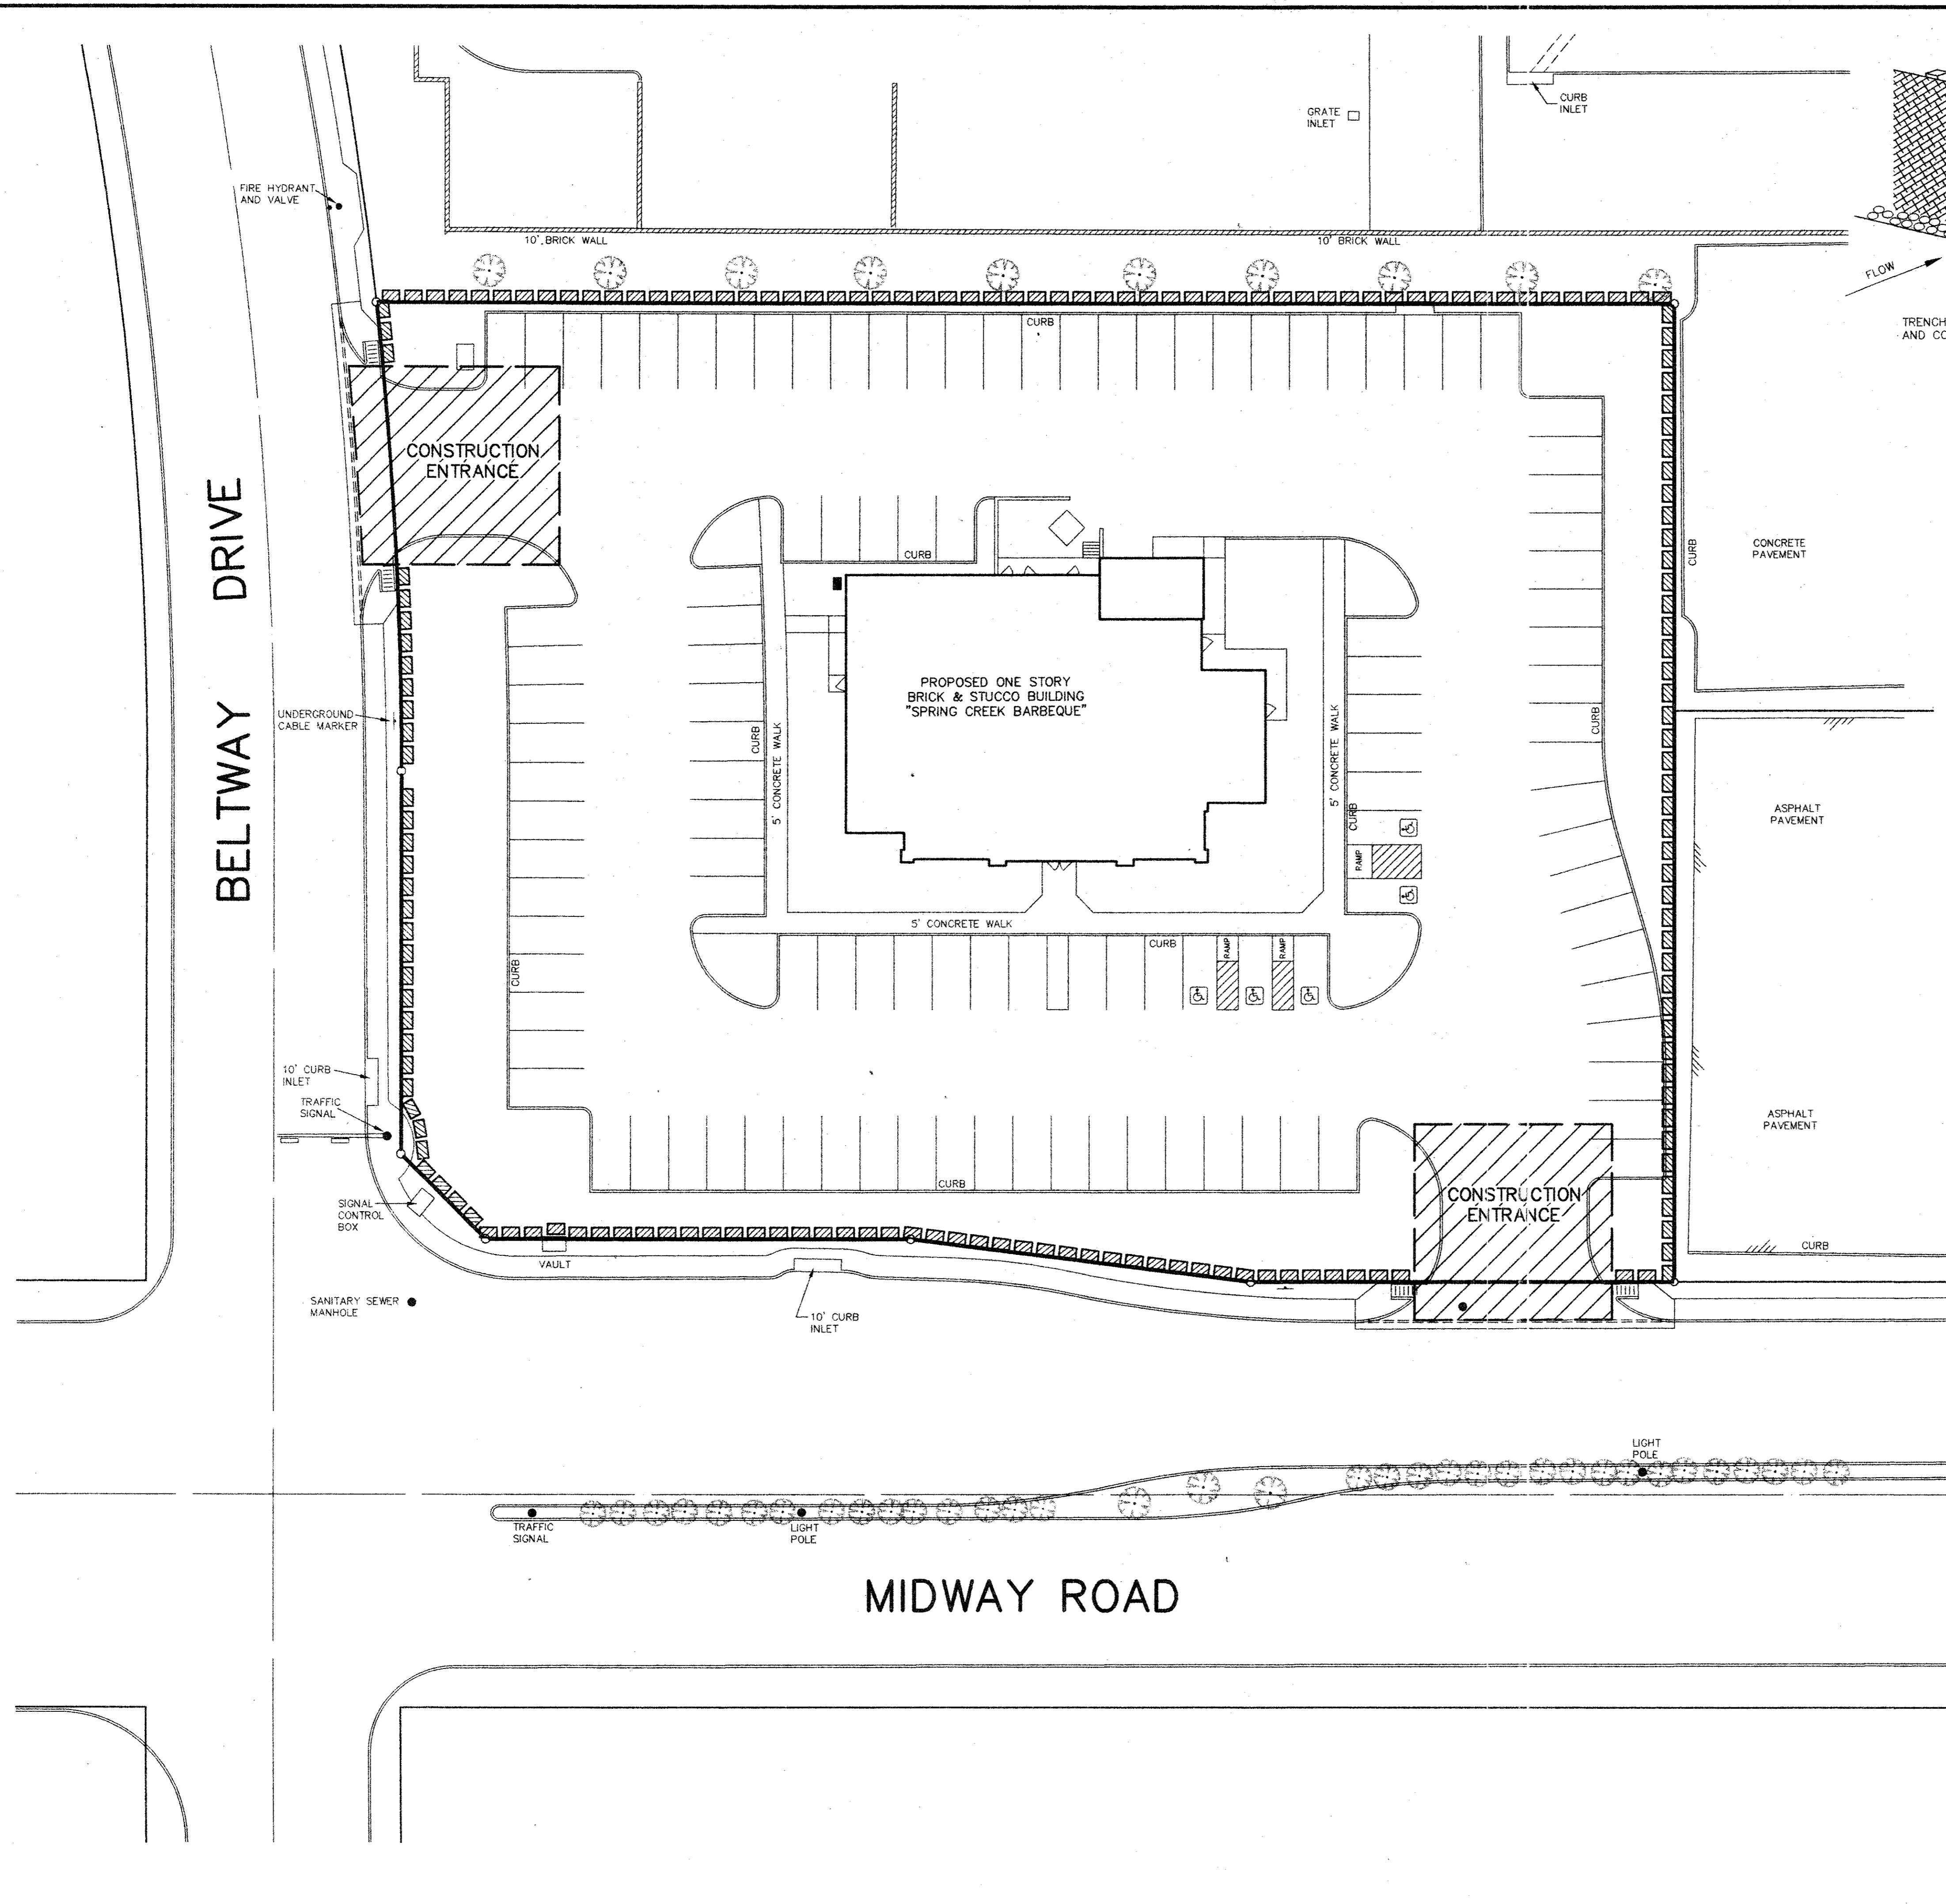 CURB
INLET
GRATE
INLET
FIRE HYDRANT
AND VALVE
10' BRICK WALL
10' BRICK WALL
FLOW
TRENCH
AND CO
CURB
CONSTRUCTION
ENTRANCE
CONCRETE
PAVEMENT
CURB
CURB
BELTWAY DRIVE
PROPOSED ONE STORY
BRICK & STUCCO BUILDING
"SPRING CREEK BARBEQUE"
UNDERGROUND
CABLE MARKER
CURB
5' CONCRETE WALK
5' CONCRETE WALK
CURB
CURB
RAMP
ASPHALT
PAVEMENT
5' CONCRETE WALK
CURB
RAMP
RAMP
CURB
10' CURB
INLET
TRAFFIC
SIGNAL
ASPHALT
PAVEMENT
CURB
CONSTRUCTION
ENTRANCE
SIGNAL
CONTROL
BOX
VAULT
CURB
SANITARY SEWER
MANHOLE
10' CURB
INLET
LIGHT
POLE
TRAFFIC
SIGNAL
LIGHT
POLE
MIDWAY ROAD